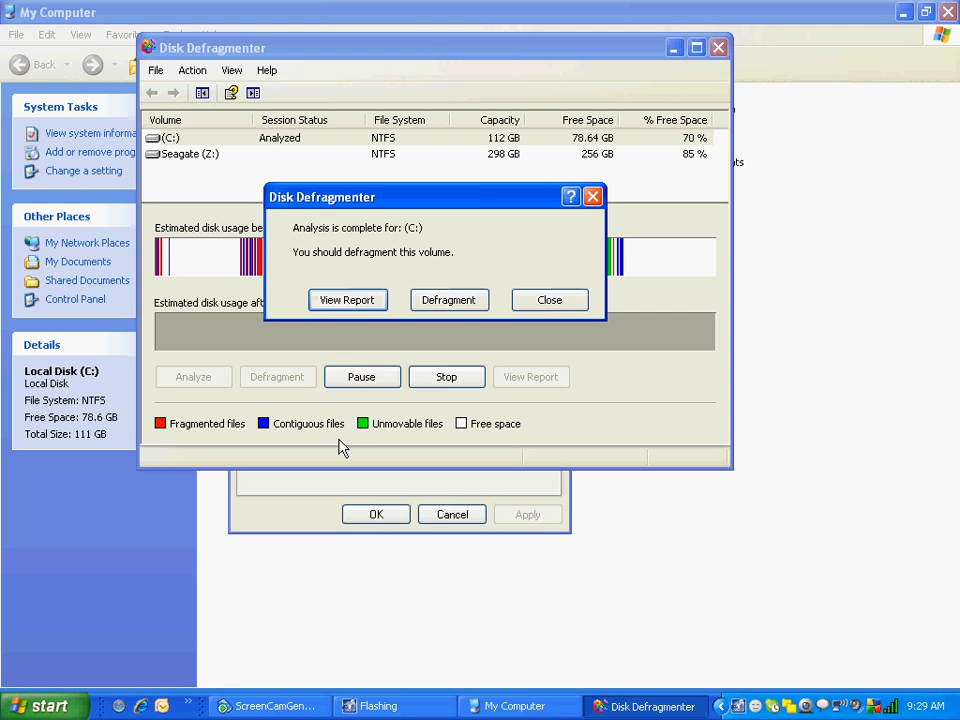 My Computer
File Edit View Favori
Back
System Tasks
View system informa
Add or remove prog
Change a setting
Other Places
My Network Places
My Documents
Shared Documents
Control Panel
Details
Local Disk (C:)
Local Disk
File System: NTFS
Free Space: 78.6 GB
Total Size: 111 GB
Disk Defragmenter
File Action View Help
Volume Session Status File System Capacity Free Space % Free Space
(C:) Analyzed NTFS 112 GB 78.64 GB 70 %
Seagate (Z:) NTFS 298 GB 256 GB 85 %
Estimated disk usage be
Estimated disk usage aft
Disk Defragmenter
Analysis is complete for: (C:)
You should defragment this volume.
View Report Defragment Close
Analyze Defragment Pause Stop View Report
Fragmented files Contiguous files Unmovable files Free space
OK Cancel Apply
start ScreenCamGen... Flashing My Computer Disk Defragmenter 9:29 AM